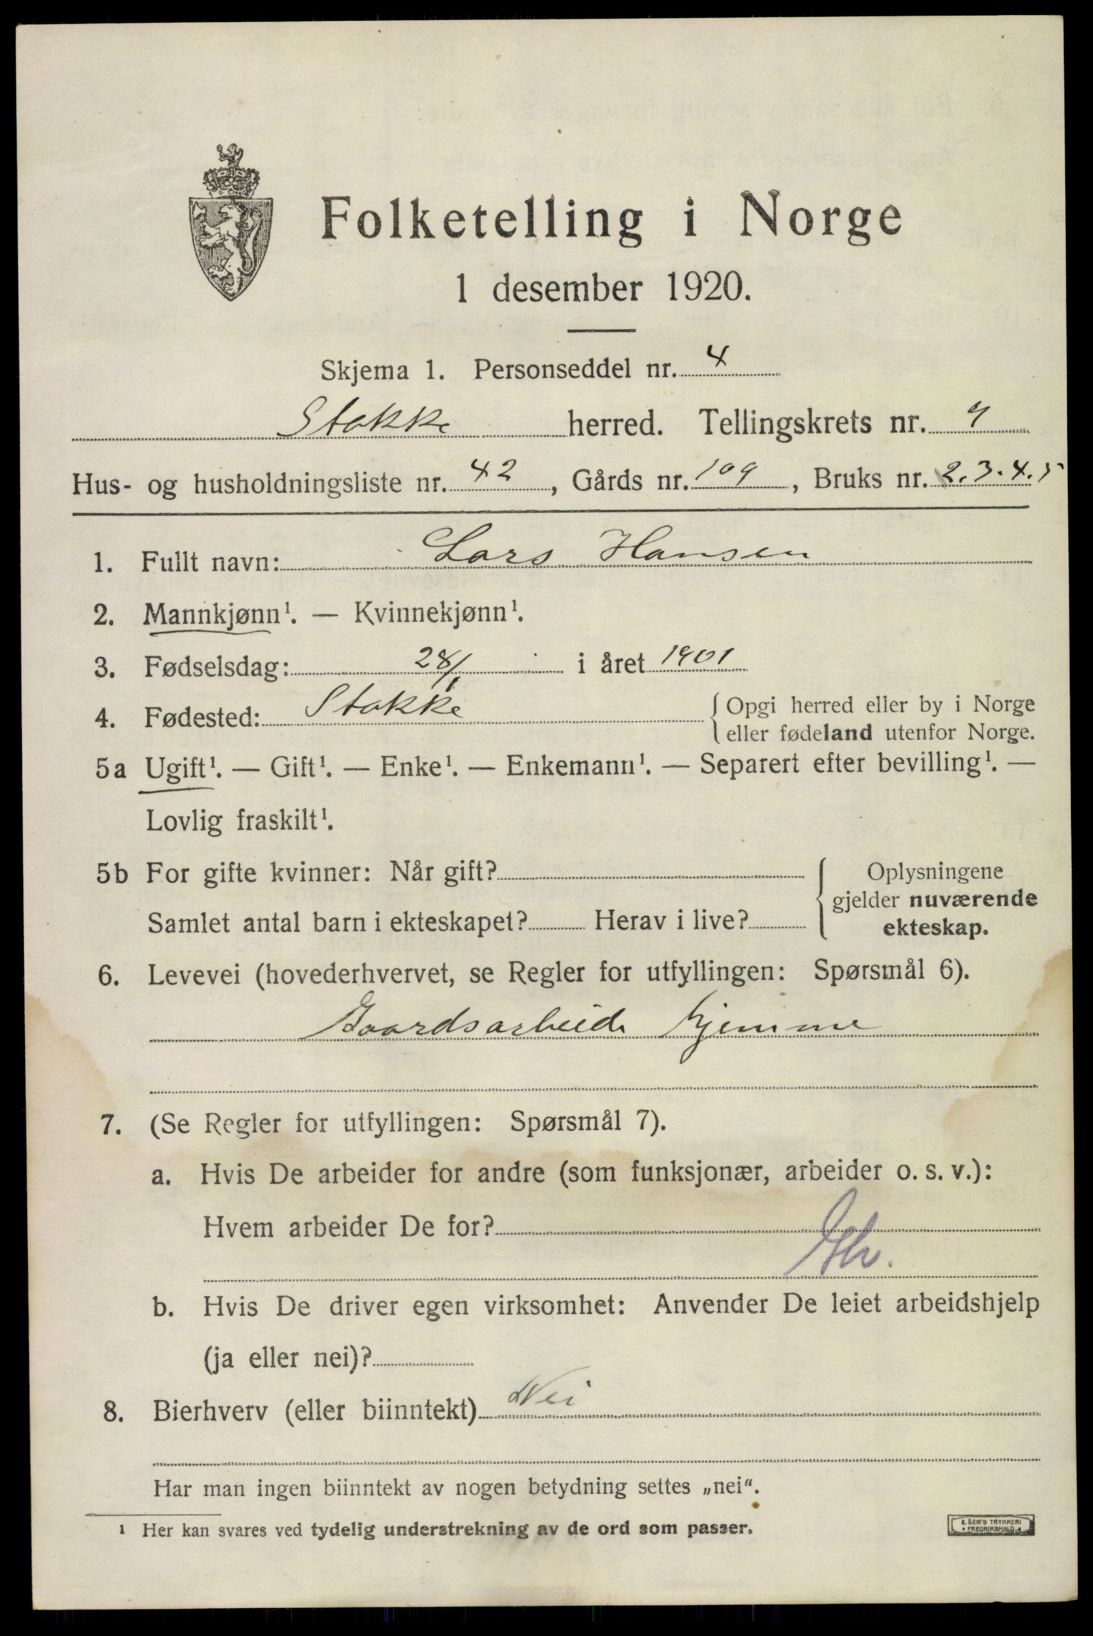 Folketelling i Norge
1 desember 1920.
Skjema 1. Personseddel nr. 4
Stokke herred. Tellingskrets nr. 9
Hus- og husholdningsliste nr. 42, Gårds nr. 109, Bruks nr. 2.3.4.5
1. Fullt navn: Lars Hansen
2. Mannkjønn¹. — Kvinnekjønn¹.
3. Fødselsdag: 28/1 i året 1901
4. Fødested: Stokke { Opgi herred eller by i Norge
eller fødeland utenfor Norge.
5a Ugift¹. — Gift¹. — Enke¹. — Enkemann¹. — Separert efter bevilling¹. —
Lovlig fraskilt¹.
5b For gifte kvinner: Når gift? { Oplysningene
gjelder nuværende
Samlet antal barn i ekteskapet? Herav i live?
ekteskap.
6. Levevei (hovederhvervet, se Regler for utfyllingen: Spørsmål 6).
Gaardsarbeide hjemme
7. (Se Regler for utfyllingen: Spørsmål 7).
a. Hvis De arbeider for andre (som funksjonær, arbeider o. s. v.):
Hvem arbeider De for?
b. Hvis De driver egen virksomhet: Anvender De leiet arbeidshjelp
(ja eller nei)?
8. Bierhverv (eller biinntekt) Nei
Har man ingen biinntekt av nogen betydning settes „nei“.
¹ Her kan svares ved tydelig understrekning av de ord som passer.
E. SEM'S TRYKKERI
FREDRIKSHALD